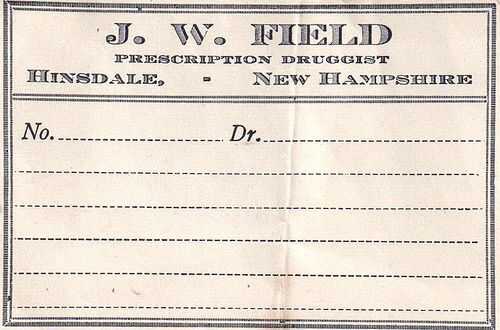 J. W. FIELD
PRESCRIPTION DRUGGIST
HINSDALE, - NEW HAMPSHIRE
No. Dr.